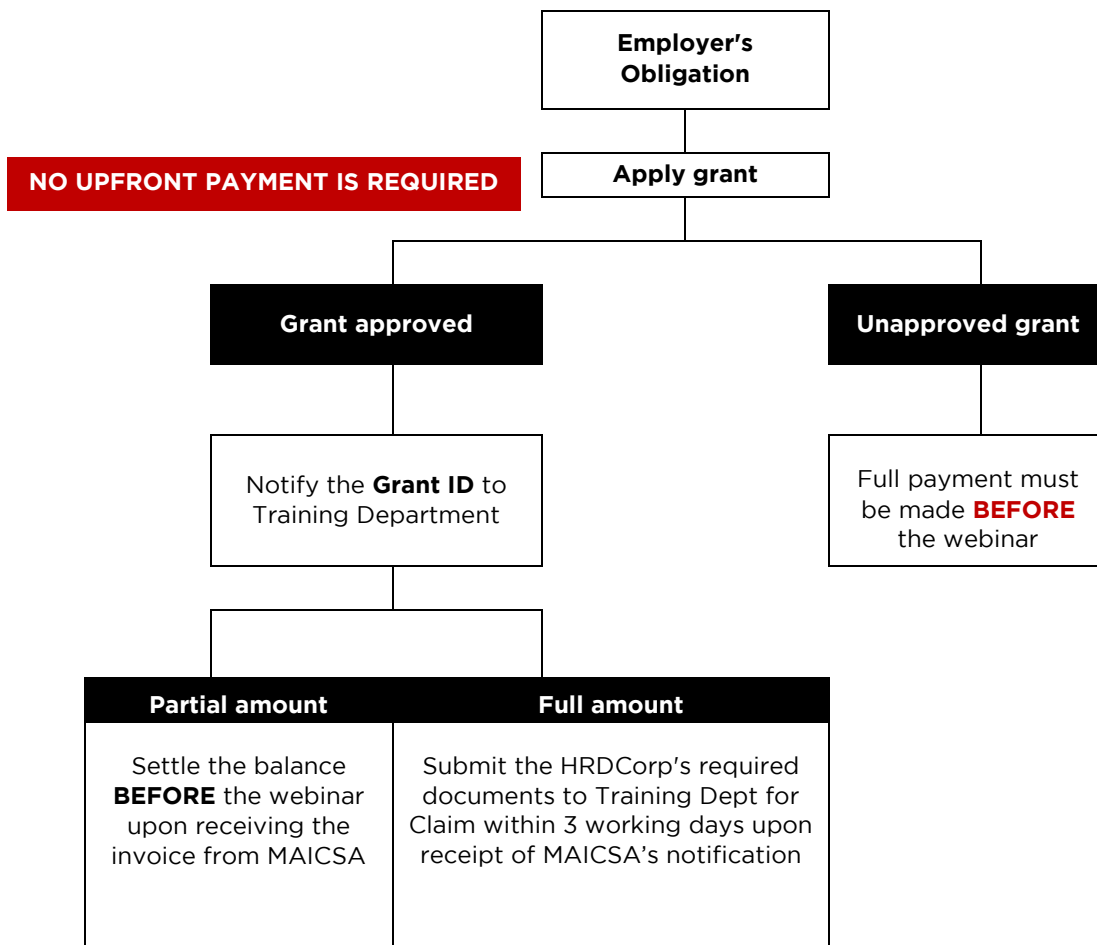 Employer's
Obligation
NO UPFRONT PAYMENT IS REQUIRED
Apply grant
Grant approved
Unapproved grant
Notify the Grant ID to
Training Department
Full payment must
be made BEFORE
the webinar
Partial amount
Full amount
Settle the balance
BEFORE the webinar
upon receiving the
invoice from MAICSA
Submit the HRDCorp's required
documents to Training Dept for
Claim within 3 working days upon
receipt of MAICSA’s notification